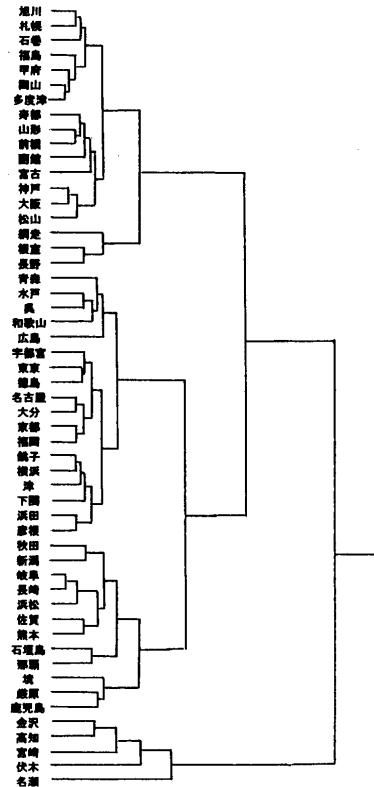 旭川
札幌
石巻
福島
甲府
岡山
多度津
寿都
山形
前橋
函館
宮古
神戸
大阪
松山
網走
根室
長野
青森
水戸
呉
和歌山
広島
宇都宮
東京
徳島
名古屋
大分
京都
福岡
銚子
横浜
津
下関
浜田
彦根
秋田
新潟
岐阜
長崎
浜松
佐賀
熊本
石垣島
那覇
境
厳原
鹿児島
金沢
高知
宮崎
伏木
名瀬